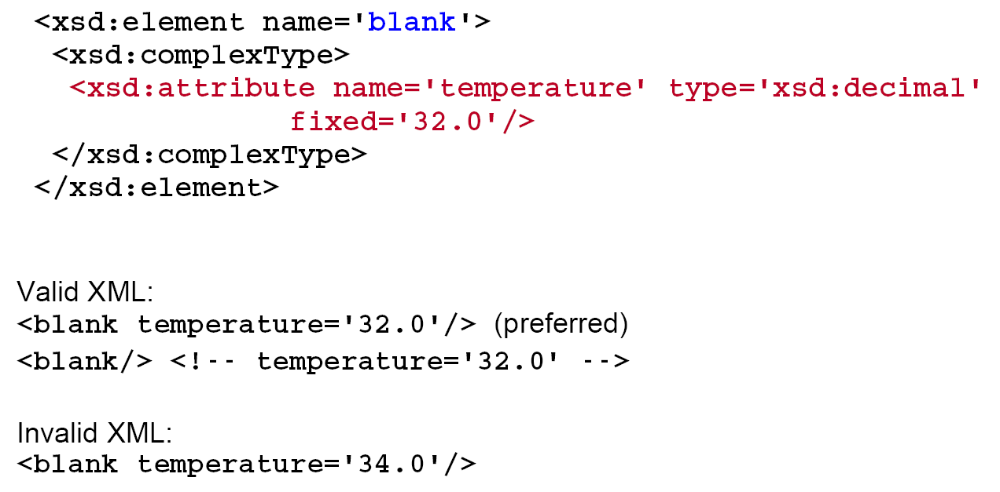 <xsd:element name='blank'>
<xsd:complexType>
<xsd:attribute name='temperature' type='xsd:decimal'
fixed='32.0'/>
</xsd:complexType>
</xsd:element>
Valid XML:
<blank temperature='32.0'/> (preferred)
<blank/> <!-- temperature='32.0' -->
Invalid XML:
<blank temperature='34.0'/>